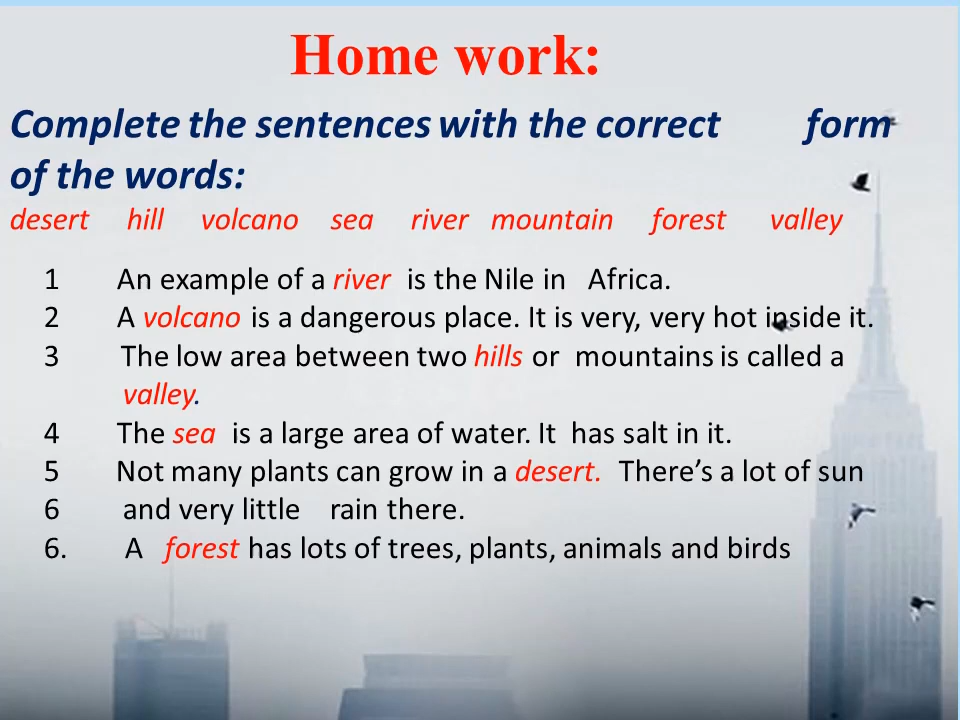 Home work:
Complete the sentences with the correct form
of the words:
desert hill volcano sea river mountain forest valley
1 An example of a river is the Nile in Africa.
2 A volcano is a dangerous place. It is very, very hot inside it.
3 The low area between two hills or mountains is called a
valley.
4 The sea is a large area of water. It has salt in it.
5 Not many plants can grow in a desert. There’s a lot of sun
6 and very little rain there.
6. A forest has lots of trees, plants, animals and birds